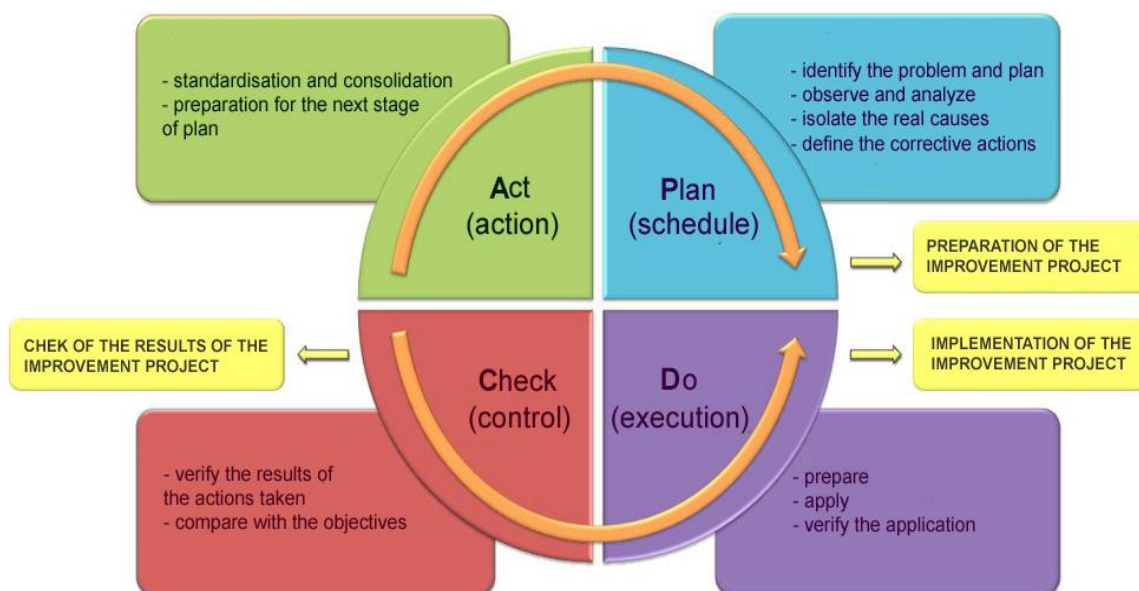 - standardisation and consolidation
- preparation for the next stage
of plan
- identify the problem and plan
- observe and analyze
- isolate the real causes
- define the corrective actions
Act
(action)
Plan
(schedule)
PREPARATION OF THE
IMPROVEMENT PROJECT
CHEK OF THE RESULTS OF THE
IMPROVEMENT PROJECT
IMPLEMENTATION OF THE
IMPROVEMENT PROJECT
Check
(control)
Do
(execution)
- verify the results of
the actions taken
- compare with the objectives
- prepare
- apply
- verify the application